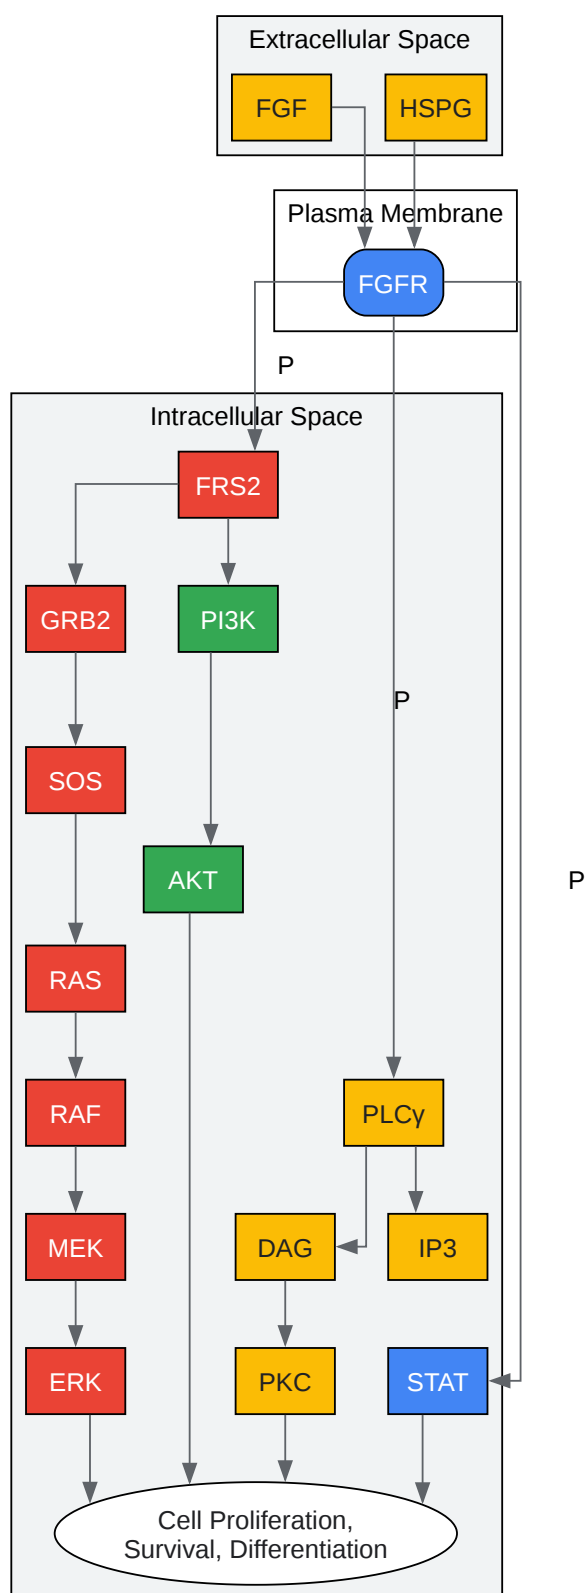 Extracellular Space
FGF
HSPG
Plasma Membrane
FGFR
P
Intracellular Space
FRS2
GRB2
PI3K
P
SOS
AKT
P
RAS
RAF
PLCγ
MEK
DAG
IP3
ERK
PKC
STAT
Cell Proliferation,
Survival, Differentiation